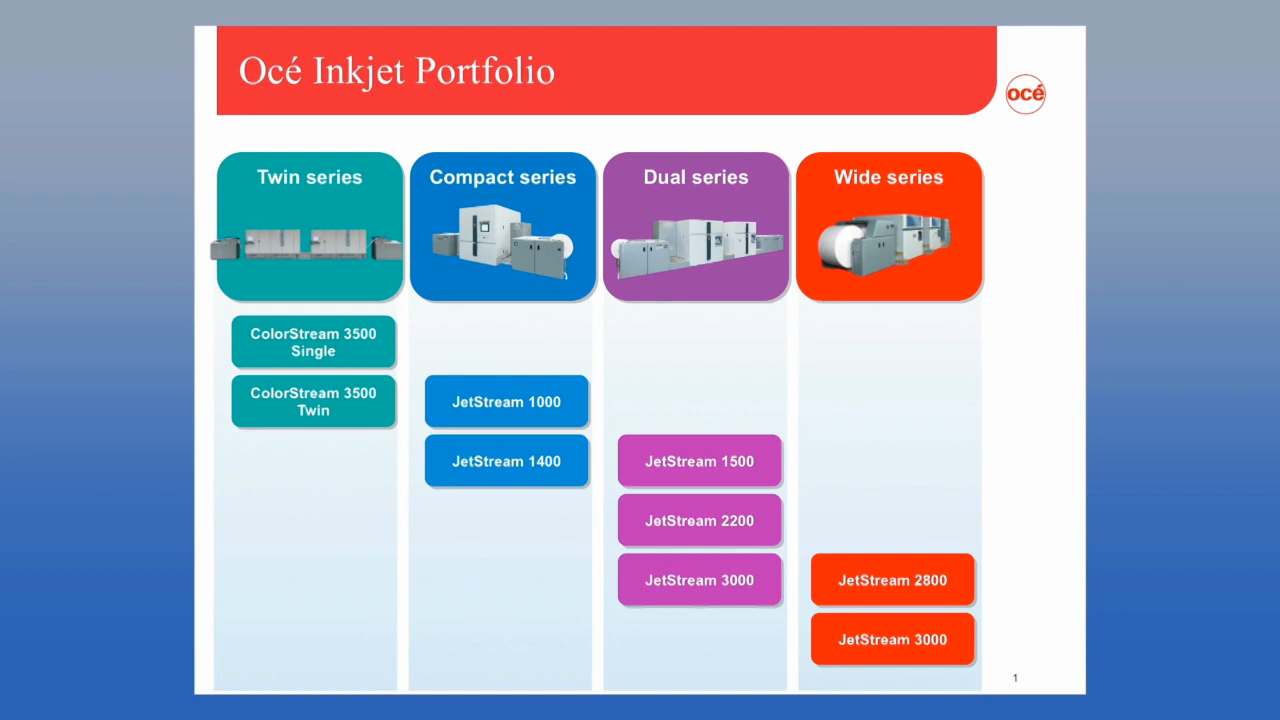 Océ Inkjet Portfolio
océ
Twin series
Compact series
Dual series
Wide series
ColorStream 3500
Single
ColorStream 3500
Twin
JetStream 1000
JetStream 1400
JetStream 1500
JetStream 2200
JetStream 3000
JetStream 2800
JetStream 3000
1